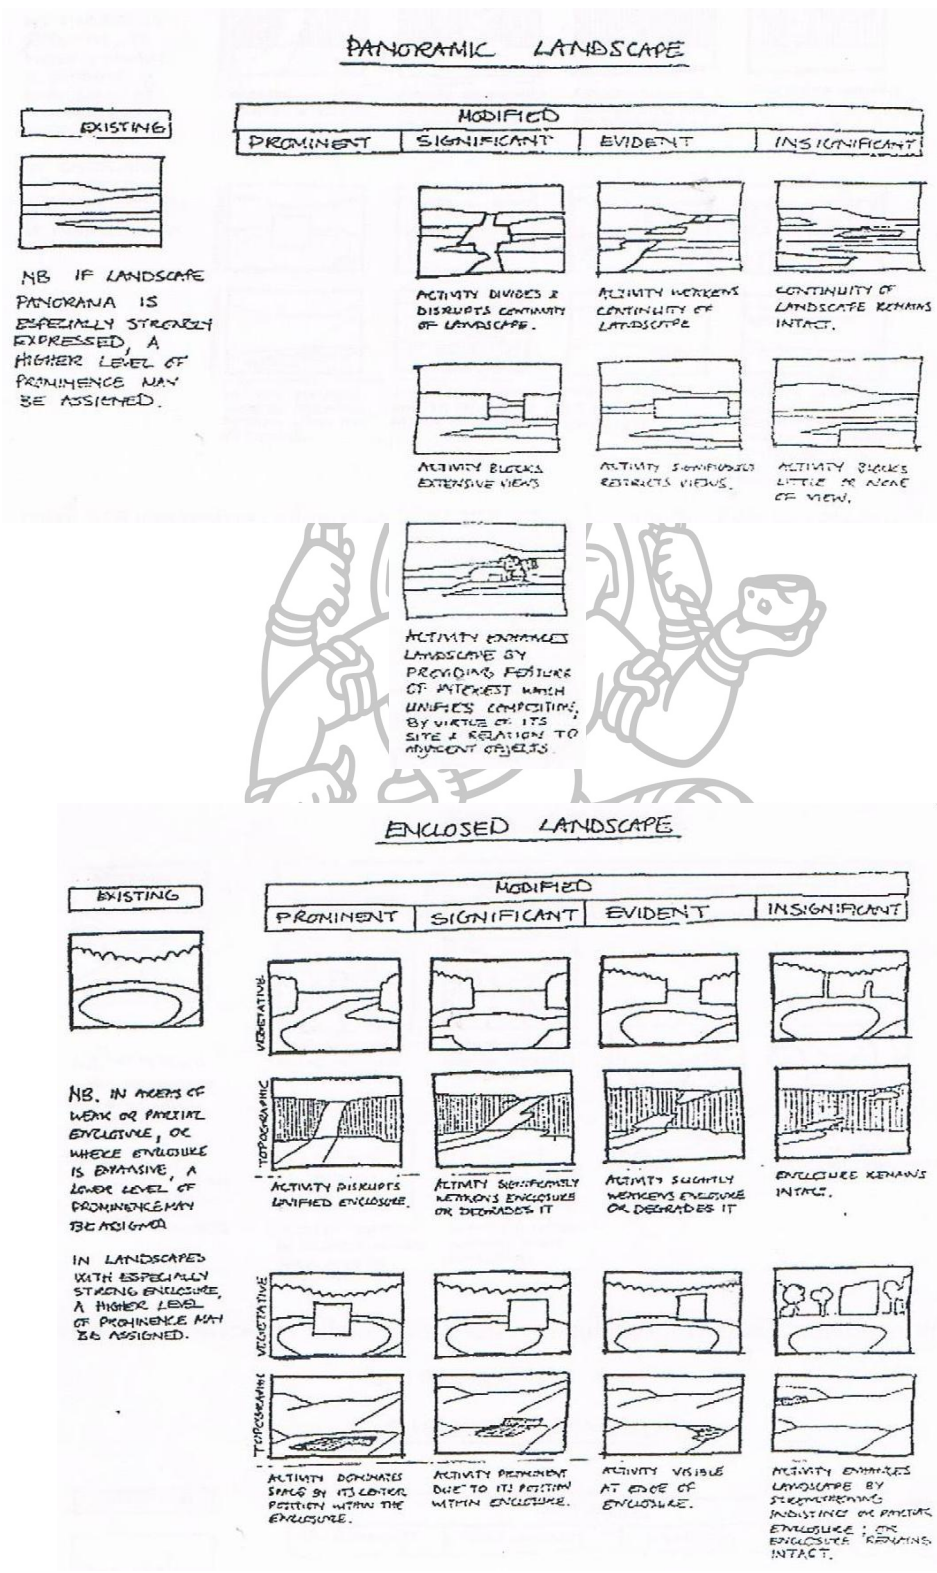 PANORAMIC LANDSCAPE
EXISTING
MODIFIED
PROMINENT SIGNIFICANT EVIDENT INSIGNIFICANT
NB IF LANDSCAPE
PANORAMA IS
ESPECIALLY STRONGLY
EXPRESSED, A
HIGHER LEVEL OF
PROMINENCE MAY
BE ASSIGNED.
ACTIVITY DIVIDES &
DISRUPTS CONTINUITY
OF LANDSCAPE.
ACTIVITY WEAKENS
CONTINUITY OF
LANDSCAPE
CONTINUITY OF
LANDSCAPE REMAINS
INTACT.
ACTIVITY BLOCKS
EXTENSIVE VIEWS
ACTIVITY SIGNIFICANTLY
RESTRICTS VIEWS.
ACTIVITY BLOCKS
LITTLE OR NONE
OF VIEW.
ACTIVITY ENHANCES
LANDSCAPE BY
PROVIDING FEATURE
OF INTEREST WHICH
UNIFIES COMPOSITION,
BY VIRTUE OF ITS
SITE & RELATION TO
ADJACENT OBJECTS.
ENCLOSED LANDSCAPE
EXISTING
MODIFIED
PROMINENT SIGNIFICANT EVIDENT INSIGNIFICANT
NB. IN AREAS OF
WEAK OR PARTIAL
ENCLOSURE, OR
WHERE ENCLOSURE
IS EXPANSIVE, A
LOWER LEVEL OF
PROMINENCE MAY
BE ASSIGNED
IN LANDSCAPES
WITH ESPECIALLY
STRONG ENCLOSURE,
A HIGHER LEVEL
OF PROMINENCE MAY
BE ASSIGNED.
VEGETATIVE
TOPOGRAPHIC
ACTIVITY DISRUPTS
UNIFIED ENCLOSURE.
ACTIVITY SIGNIFICANTLY
WEAKENS ENCLOSURE
OR DEGRADES IT
ACTIVITY SLIGHTLY
WEAKENS ENCLOSURE
OR DEGRADES IT
ENCLOSURE REMAINS
INTACT.
VEGETATIVE
TOPOGRAPHIC
ACTIVITY DOMINATES
SPACE BY ITS CENTER
POSITION WITHIN THE
ENCLOSURE.
ACTIVITY PROMINENT
DUE TO ITS POSITION
WITHIN ENCLOSURE.
ACTIVITY VISIBLE
AT EDGE OF
ENCLOSURE.
ACTIVITY ENHANCES
LANDSCAPE BY
STRENGTHENING
INDISTINCT OR PARTIAL
ENCLOSURE; OR
ENCLOSURE REMAINS
INTACT.